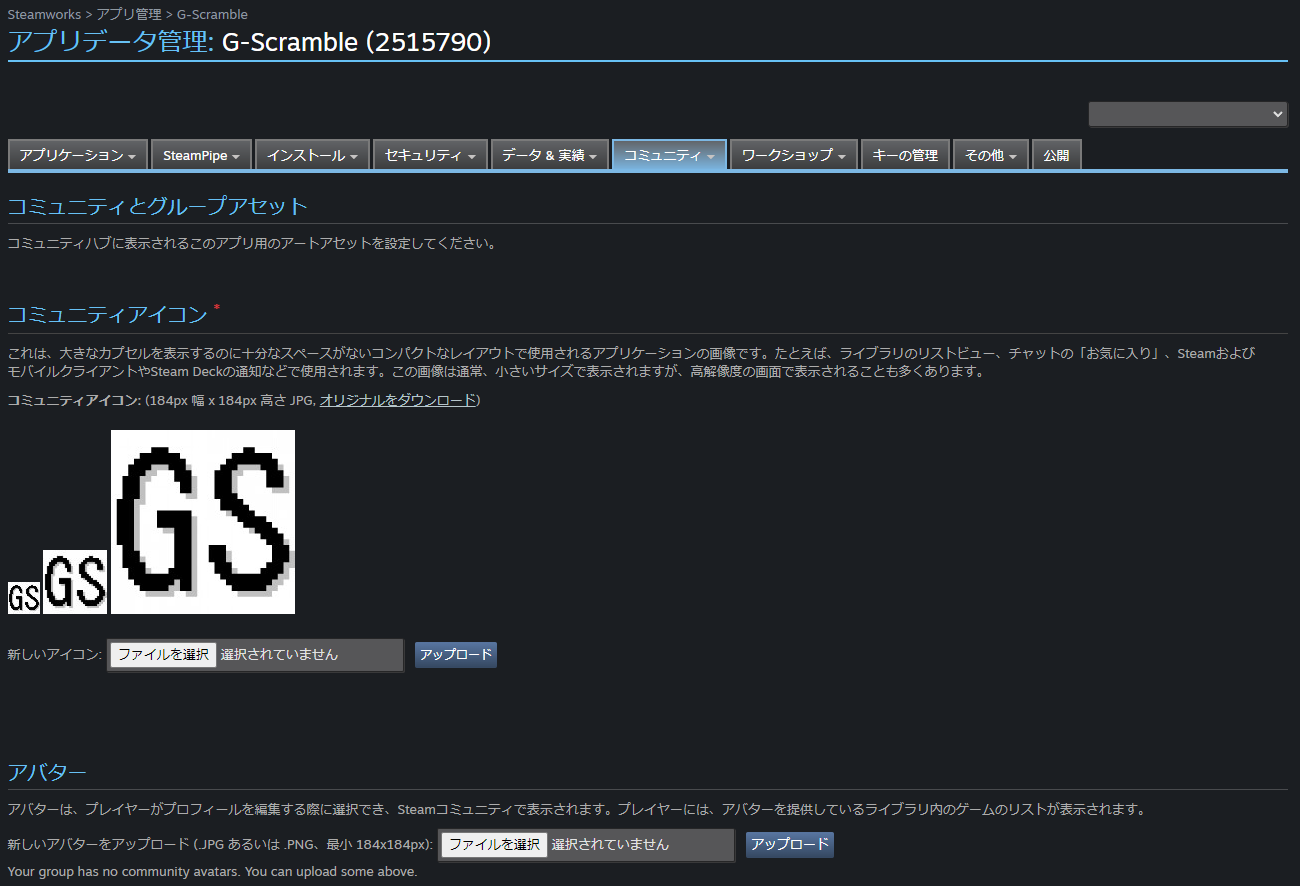 Steamworks > アプリ管理 > G-Scramble
アプリデータ管理: G-Scramble (2515790)
アプリケーション SteamPipe インストール セキュリティ データ & 実績 コミュニティ ワークショップ キーの管理 その他 公開
コミュニティとグループアセット
コミュニティハブに表示されるこのアプリ用のアートアセットを設定してください。
コミュニティアイコン *
これは、大きなカプセルを表示するのに十分なスペースがないコンパクトなレイアウトで使用されるアプリケーションの画像です。たとえば、ライブラリのリストビュー、チャットの「お気に入り」、Steamおよび
モバイルクライアントやSteam Deckの通知などで使用されます。この画像は通常、小さいサイズで表示されますが、高解像度の画面で表示されることも多くあります。
コミュニティアイコン: (184px 幅 x 184px 高さ JPG, オリジナルをダウンロード)
GS GS GS
新しいアイコン: ファイルを選択 選択されていません アップロード
アバター
アバターは、プレイヤーがプロフィールを編集する際に選択でき、Steamコミュニティで表示されます。プレイヤーには、アバターを提供しているライブラリ内のゲームのリストが表示されます。
新しいアバターをアップロード (.JPG あるいは .PNG、最小 184x184px): ファイルを選択 選択されていません アップロード
Your group has no community avatars. You can upload some above.